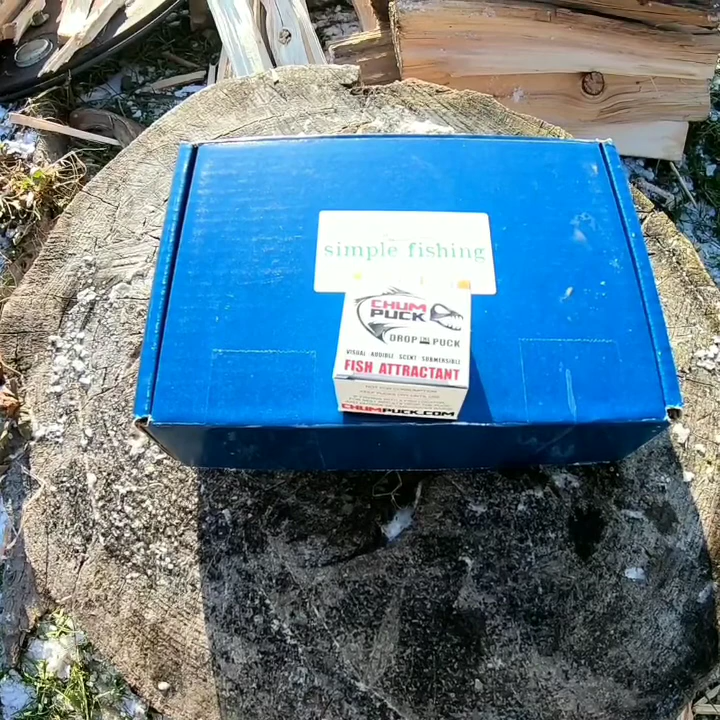 simple fishing
CHUM
PUCK
DROP THE PUCK
VISUAL AUDIBLE SCENT SUBMERSIBLE
FISH ATTRACTANT
CHUMPUCK.COM